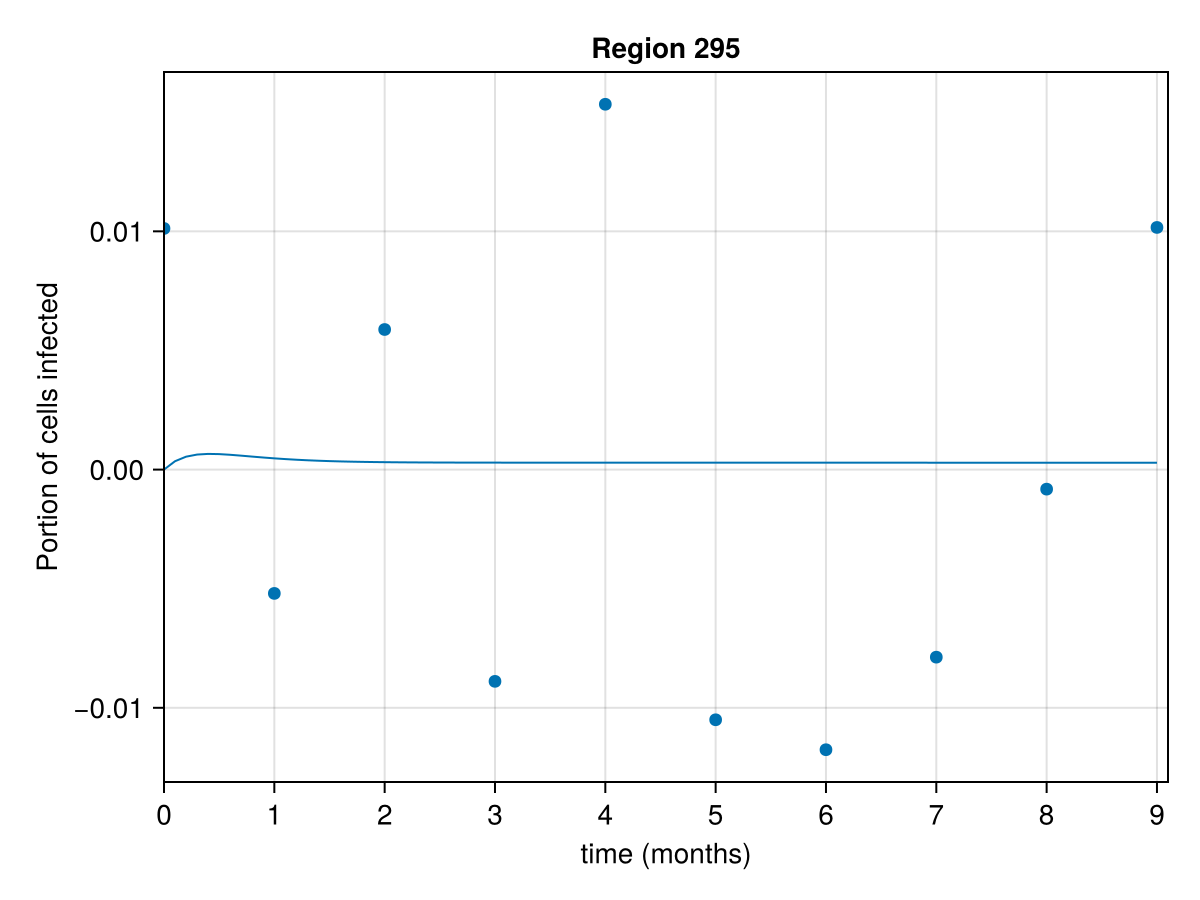 Region 295
Portion of cells infected
0.01
0.00
−0.01
0 1 2 3 4 5 6 7 8 9
time (months)